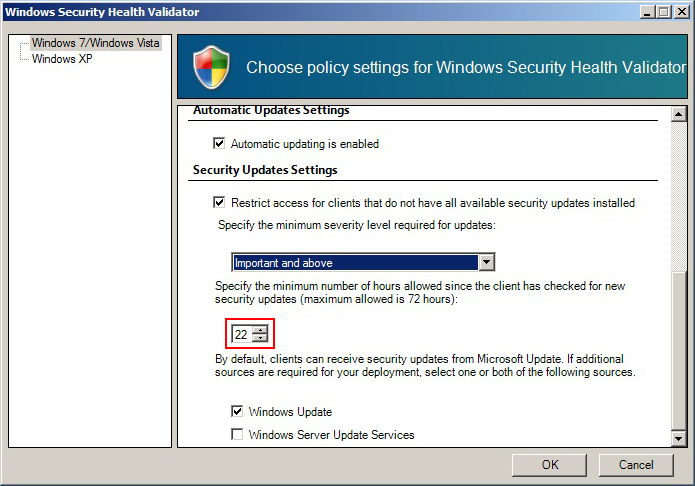 Windows Security Health Validator
Windows 7/Windows Vista
Windows XP
Choose policy settings for Windows Security Health Validator
Automatic Updates Settings
Automatic updating is enabled
Security Updates Settings
Restrict access for clients that do not have all available security updates installed
Specify the minimum severity level required for updates:
Important and above
Specify the minimum number of hours allowed since the client has checked for new
security updates (maximum allowed is 72 hours):
22
By default, clients can receive security updates from Microsoft Update. If additional
sources are required for your deployment, select one or both of the following sources.
Windows Update
Windows Server Update Services
OK
Cancel